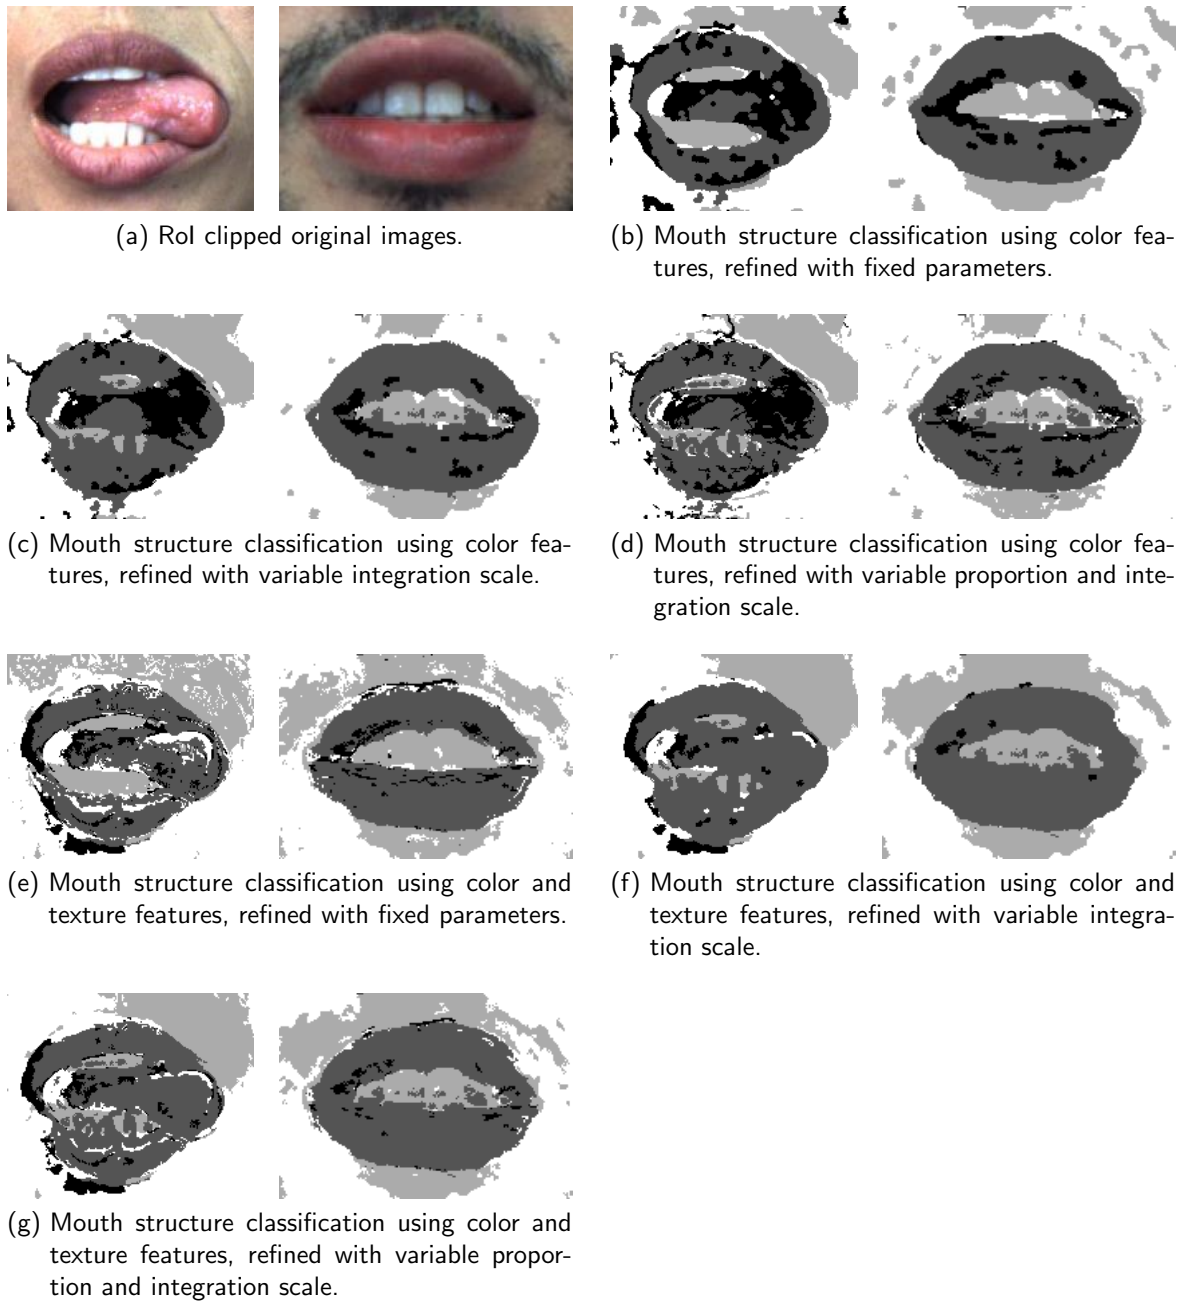 (a) RoI clipped original images.
(b) Mouth structure classification using color fea-
tures, refined with fixed parameters.
(c) Mouth structure classification using color fea-
tures, refined with variable integration scale.
(d) Mouth structure classification using color fea-
tures, refined with variable proportion and inte-
gration scale.
(e) Mouth structure classification using color and
texture features, refined with fixed parameters.
(f) Mouth structure classification using color and
texture features, refined with variable integra-
tion scale.
(g) Mouth structure classification using color and
texture features, refined with variable propor-
tion and integration scale.